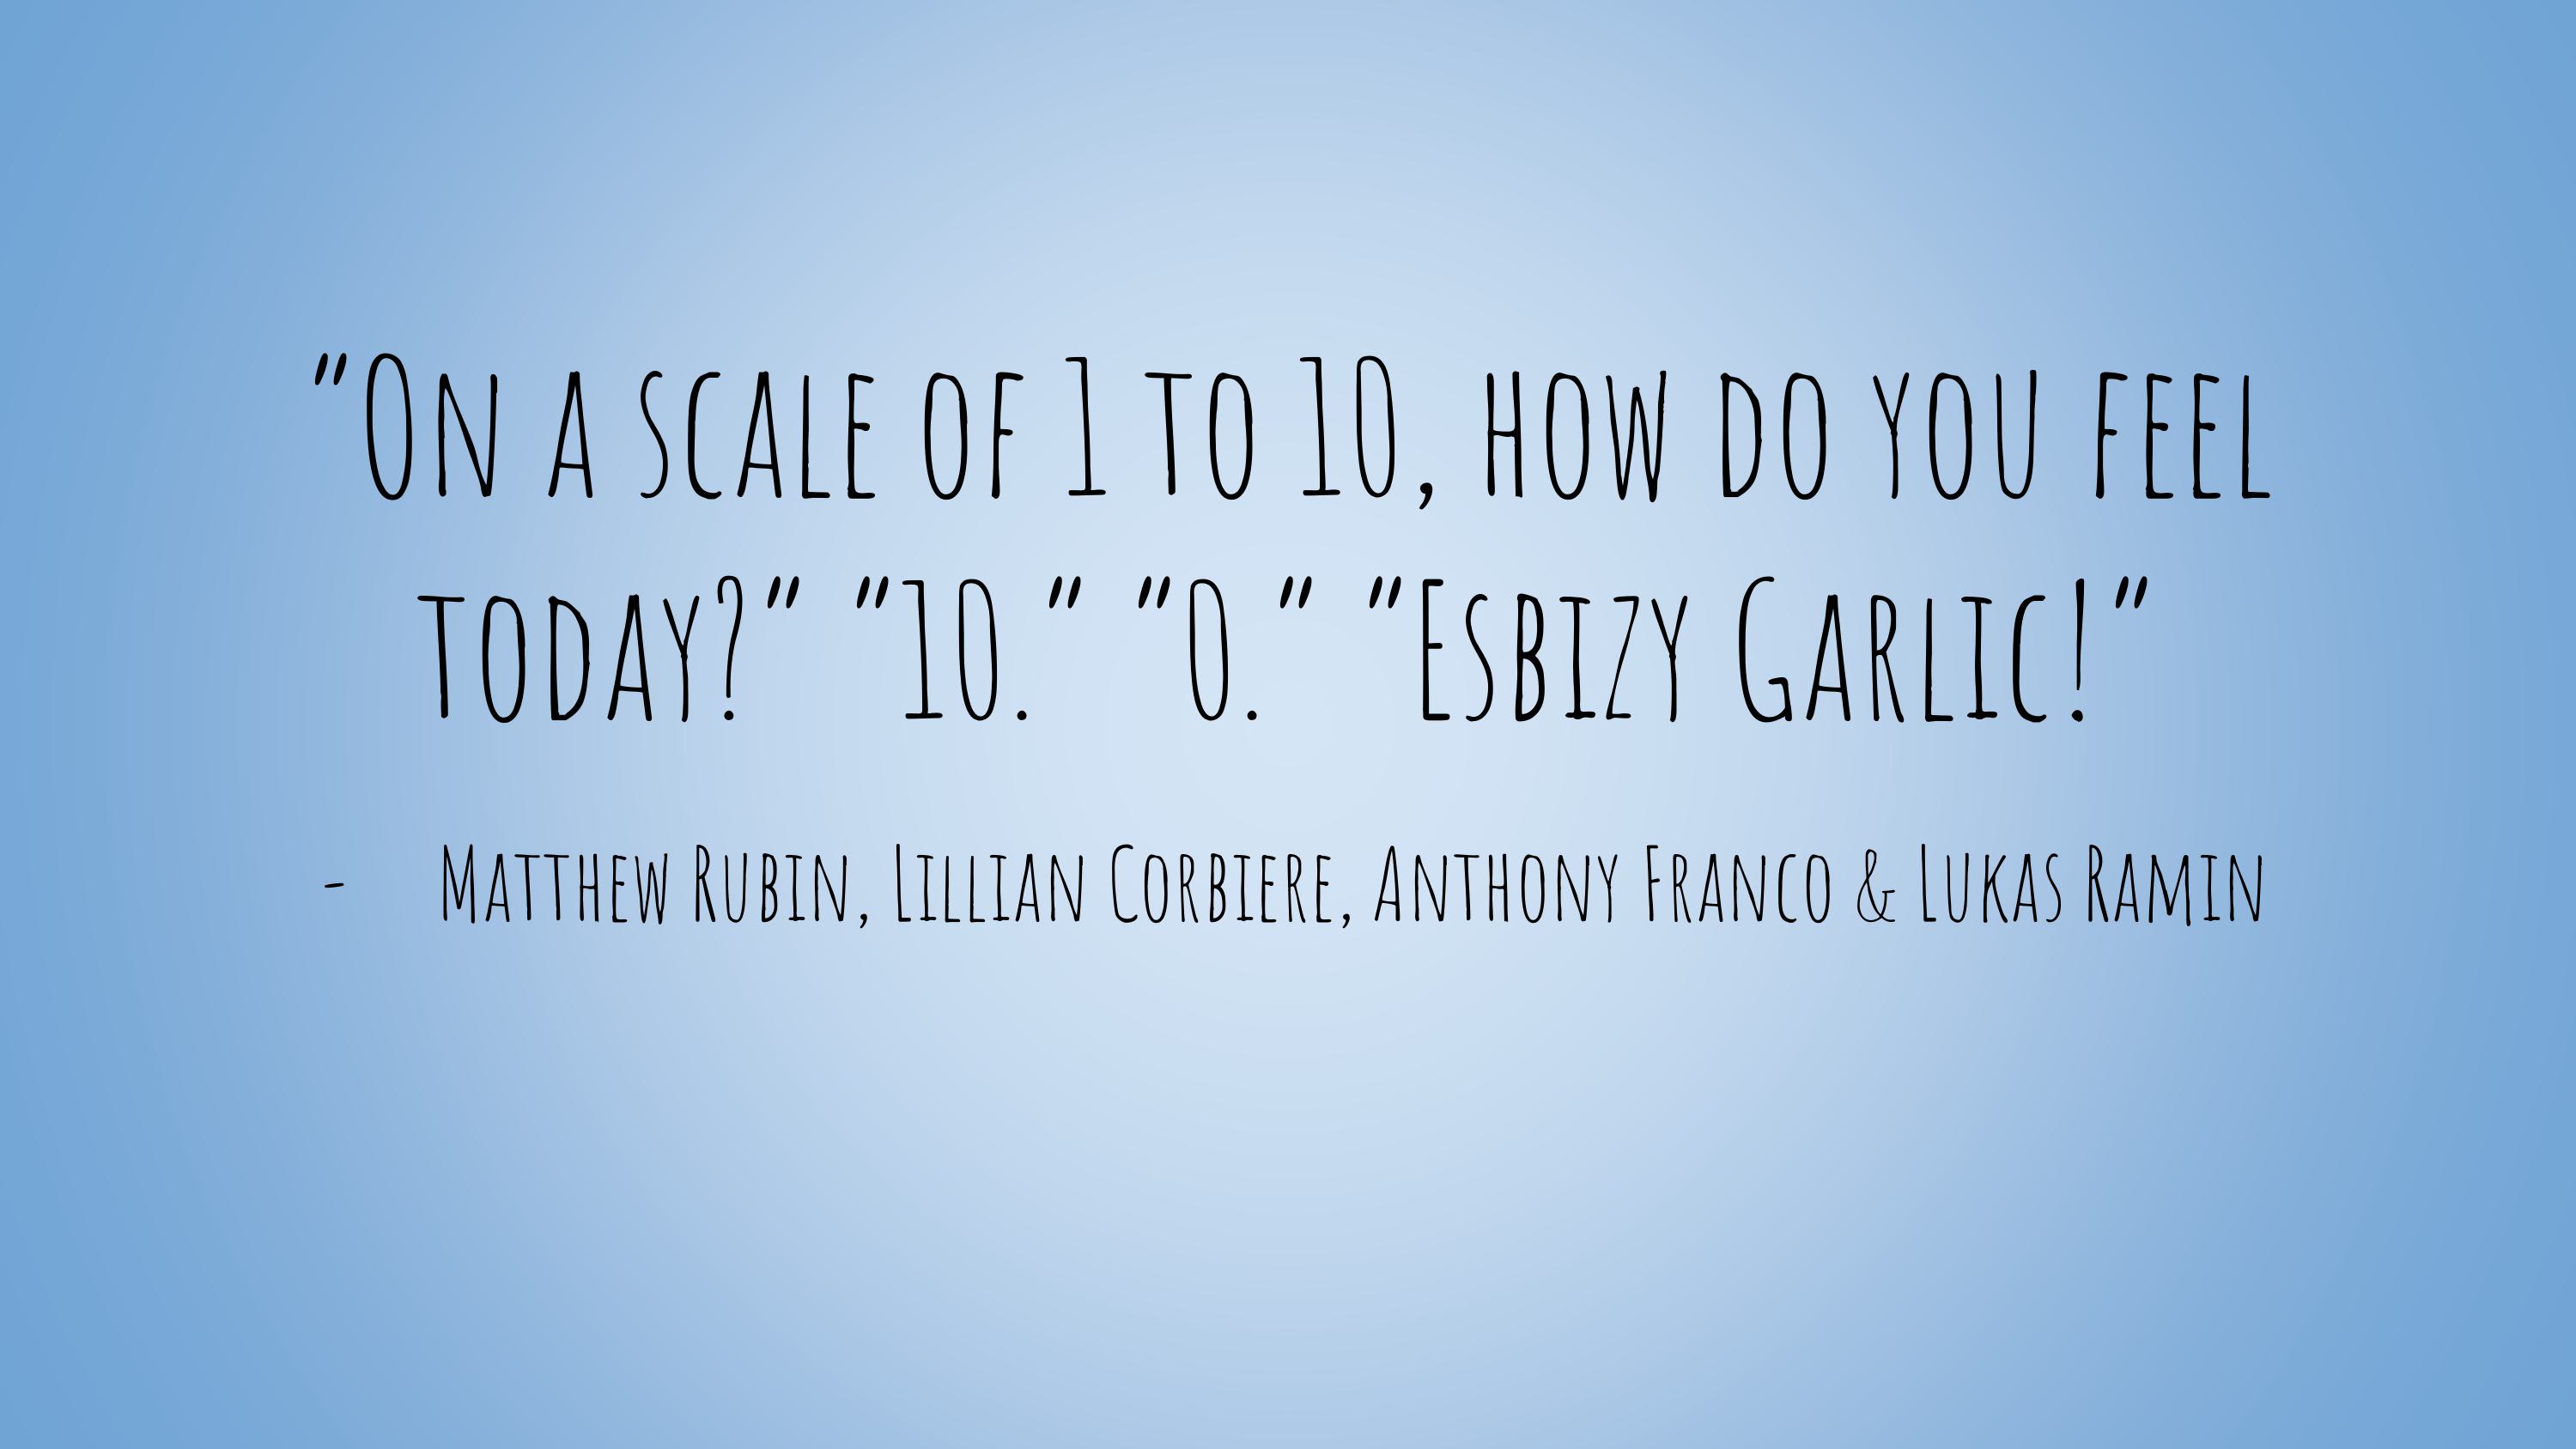 "On a scale of 1 to 10, how do you feel
today?" "10." "0." "Esbizy Garlic!"
- Matthew Rubin, Lillian Corbiere, Anthony Franco & Lukas Ramin